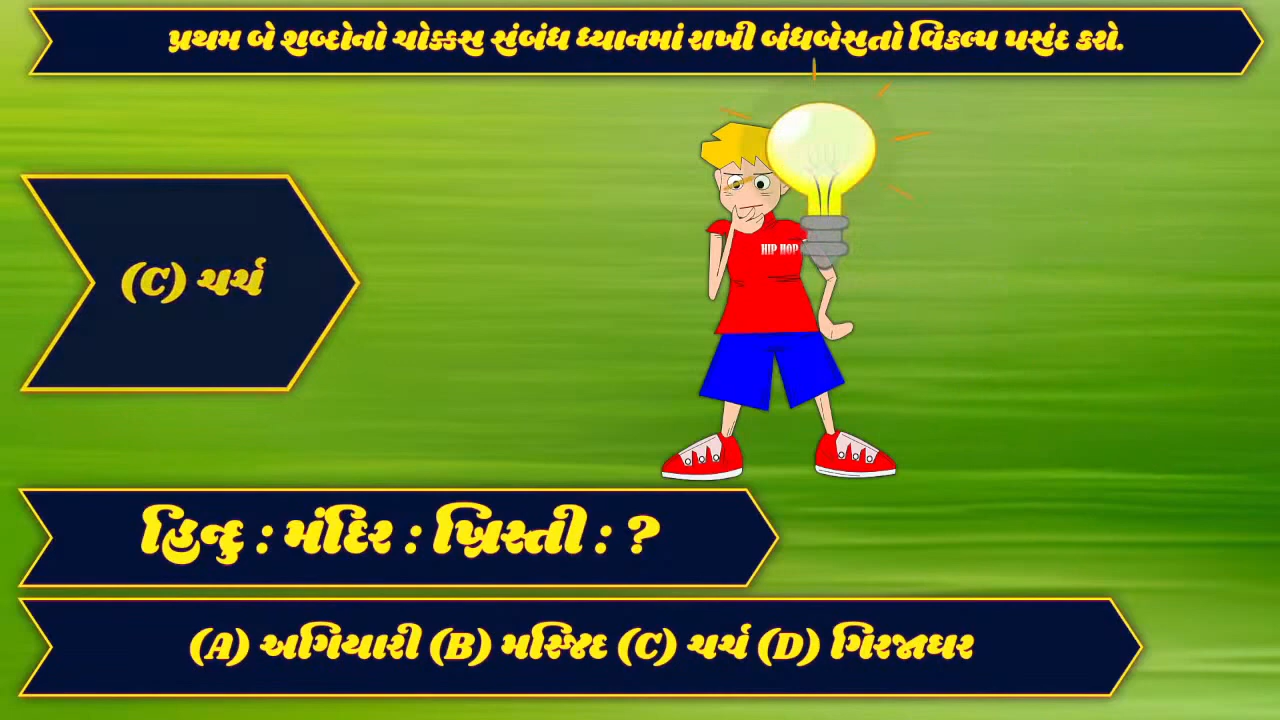 પ્રથમ બે શબ્દોનો ચોક્કસ સંબંધ ધ્યાનમાં રાખી બંધબેસતો વિકલ્પ પસંદ કરો.
HIP HOP
(C) ચર્ચ
હિન્દુ : મંદિર : ખ્રિસ્તી : ?
(A) અગિયારી (B) મસ્જિદ (C) ચર્ચ (D) ગિરજાઘર